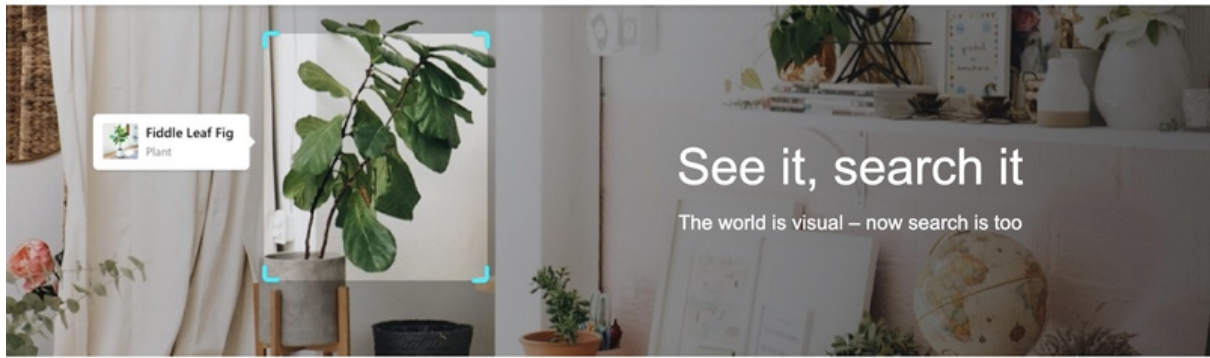 Fiddle Leaf Fig
Plant
See it, search it
The world is visual – now search is too